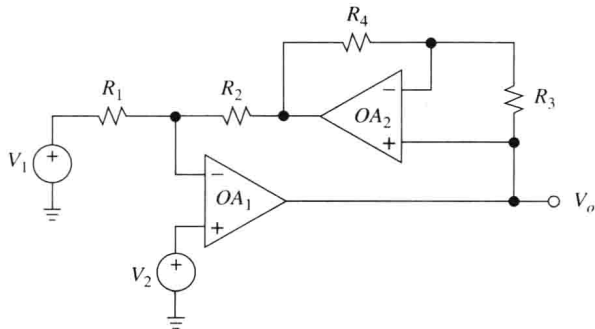 R4
R1
R2
R3
−
OA2
+
V1
+
−
OA1
+
Vo
V2
+